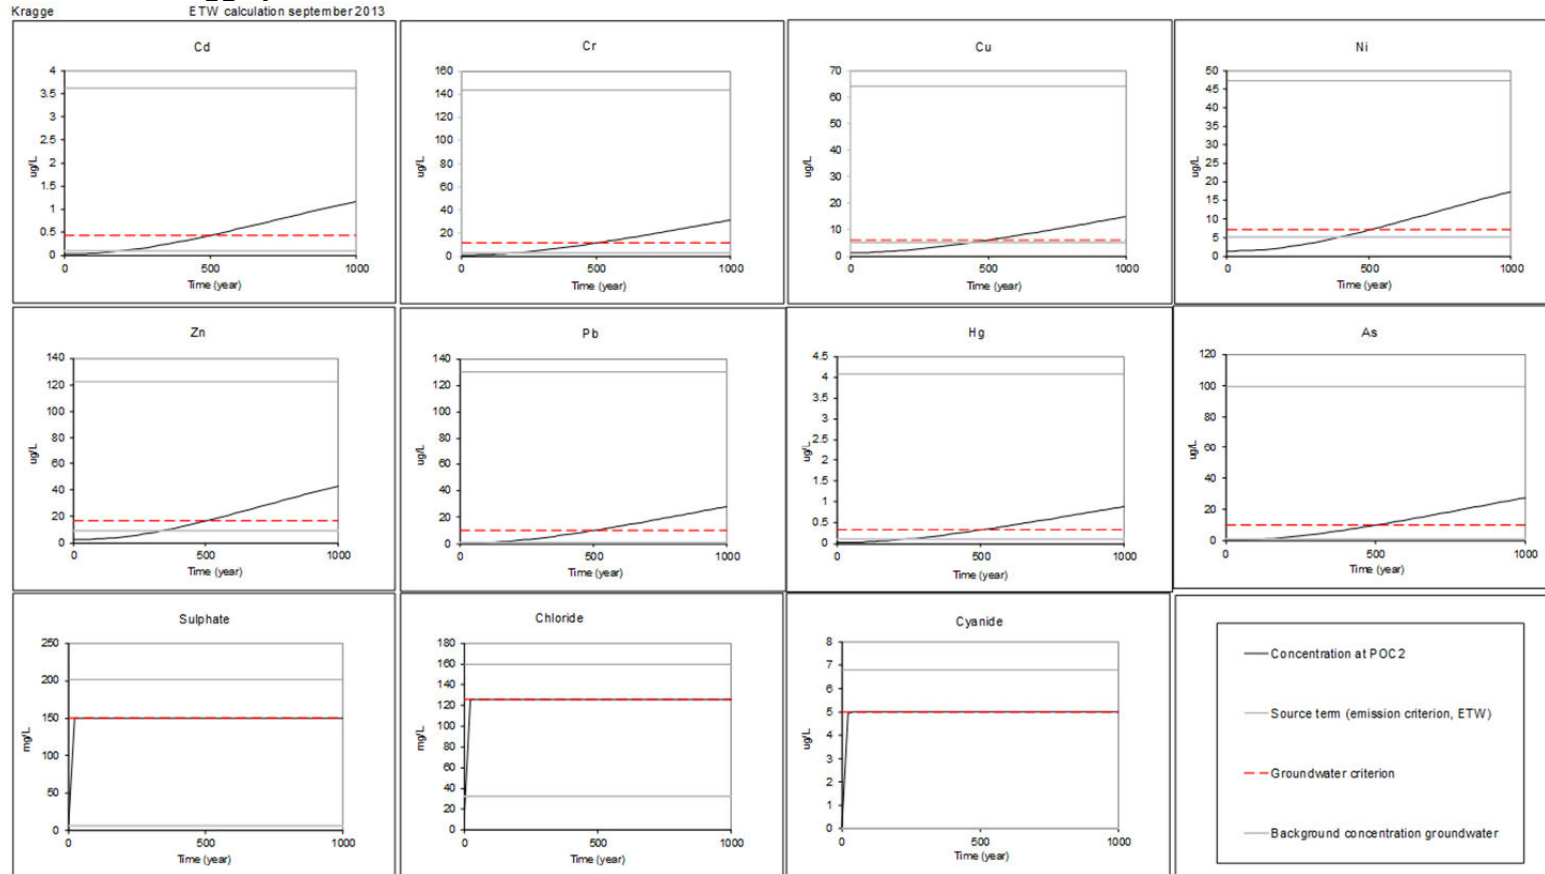 Kragge ETW calculation september 2013
Cd
4
3.5
3
2.5
2
1.5
1
0.5
0
ug/L
0 500 1000
Time (year)
Cr
160
140
120
100
80
60
40
20
0
ug/L
0 500 1000
Time (year)
Cu
70
60
50
40
30
20
10
0
ug/L
0 500 1000
Time (year)
Ni
50
45
40
35
30
25
20
15
10
5
0
ug/L
0 500 1000
Time (year)
Zn
140
120
100
80
60
40
20
0
ug/L
0 500 1000
Time (year)
Pb
140
120
100
80
60
40
20
0
ug/L
0 500 1000
Time (year)
Hg
4.5
4
3.5
3
2.5
2
1.5
1
0.5
0
ug/L
0 500 1000
Time (year)
As
120
100
80
60
40
20
0
ug/L
0 500 1000
Time (year)
Sulphate
250
200
150
100
50
0
mg/L
0 500 1000
Time (year)
Chloride
180
160
140
120
100
80
60
40
20
0
mg/L
0 500 1000
Time (year)
Cyanide
8
7
6
5
4
3
2
1
0
ug/L
0 500 1000
Time (year)
Concentration at POC2
Source term (emission criterion, ETW)
Groundwater criterion
Background concentration groundwater